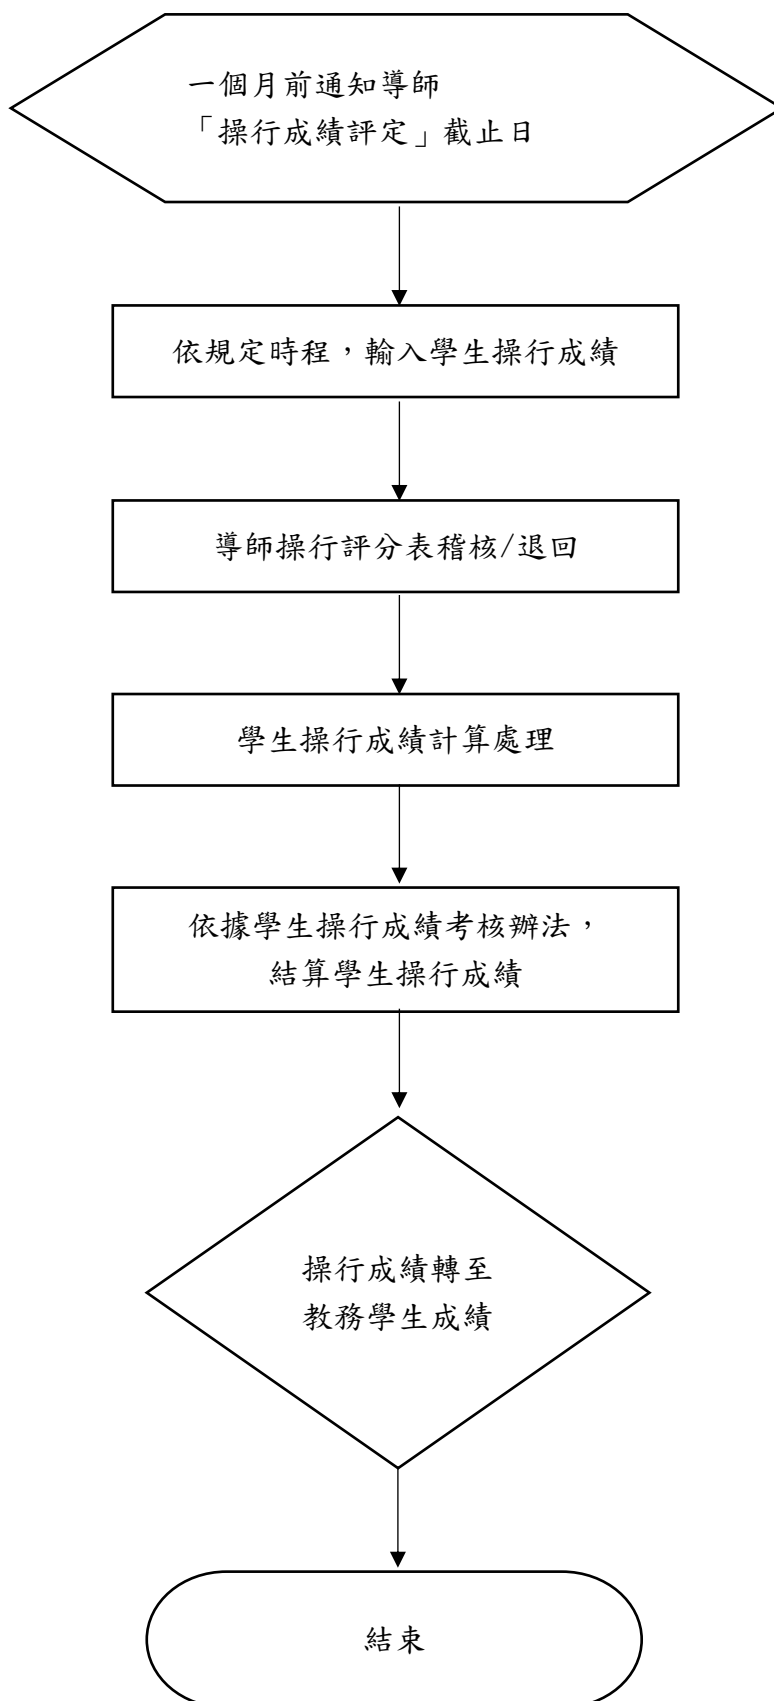 一個月前通知導師
「操行成績評定」截止日
依規定時程，輸入學生操行成績
導師操行評分表稽核/退回
學生操行成績計算處理
依據學生操行成績考核辦法，
結算學生操行成績
操行成績轉至
教務學生成績
結束